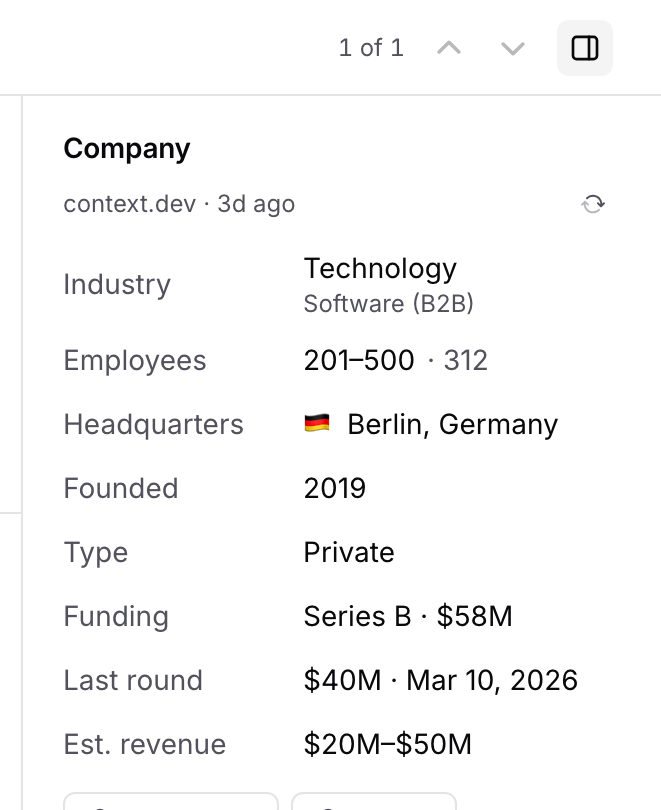 1 of 1
Company
context.dev · 3d ago
Industry
Technology
Software (B2B)
Employees
201–500 · 312
Headquarters
🇩🇪 Berlin, Germany
Founded
2019
Type
Private
Funding
Series B · $58M
Last round
$40M · Mar 10, 2026
Est. revenue
$20M–$50M